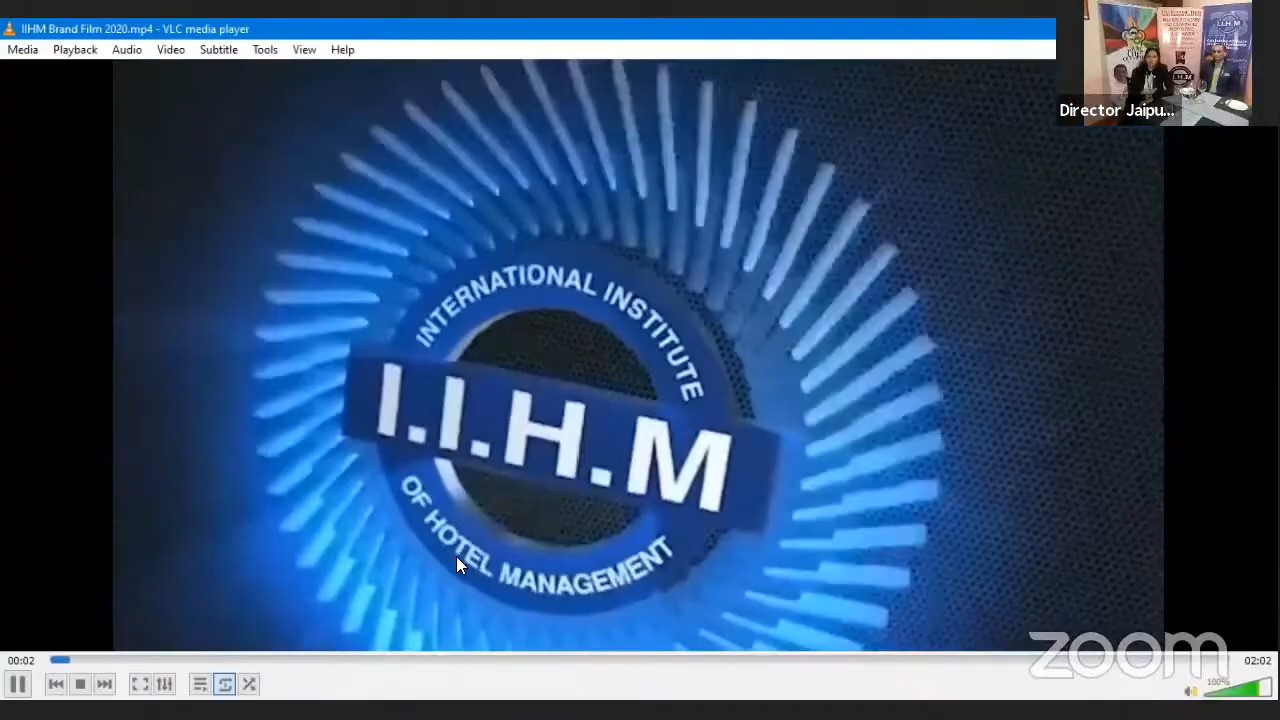 IIHM Brand Film 2020.mp4 - VLC media player
Media Playback Audio Video Subtitle Tools View Help
I.I.H.M
Director Jaipu...
INTERNATIONAL INSTITUTE
I.I.H.M
OF HOTEL MANAGEMENT
zoom
00:02
02:02
100%